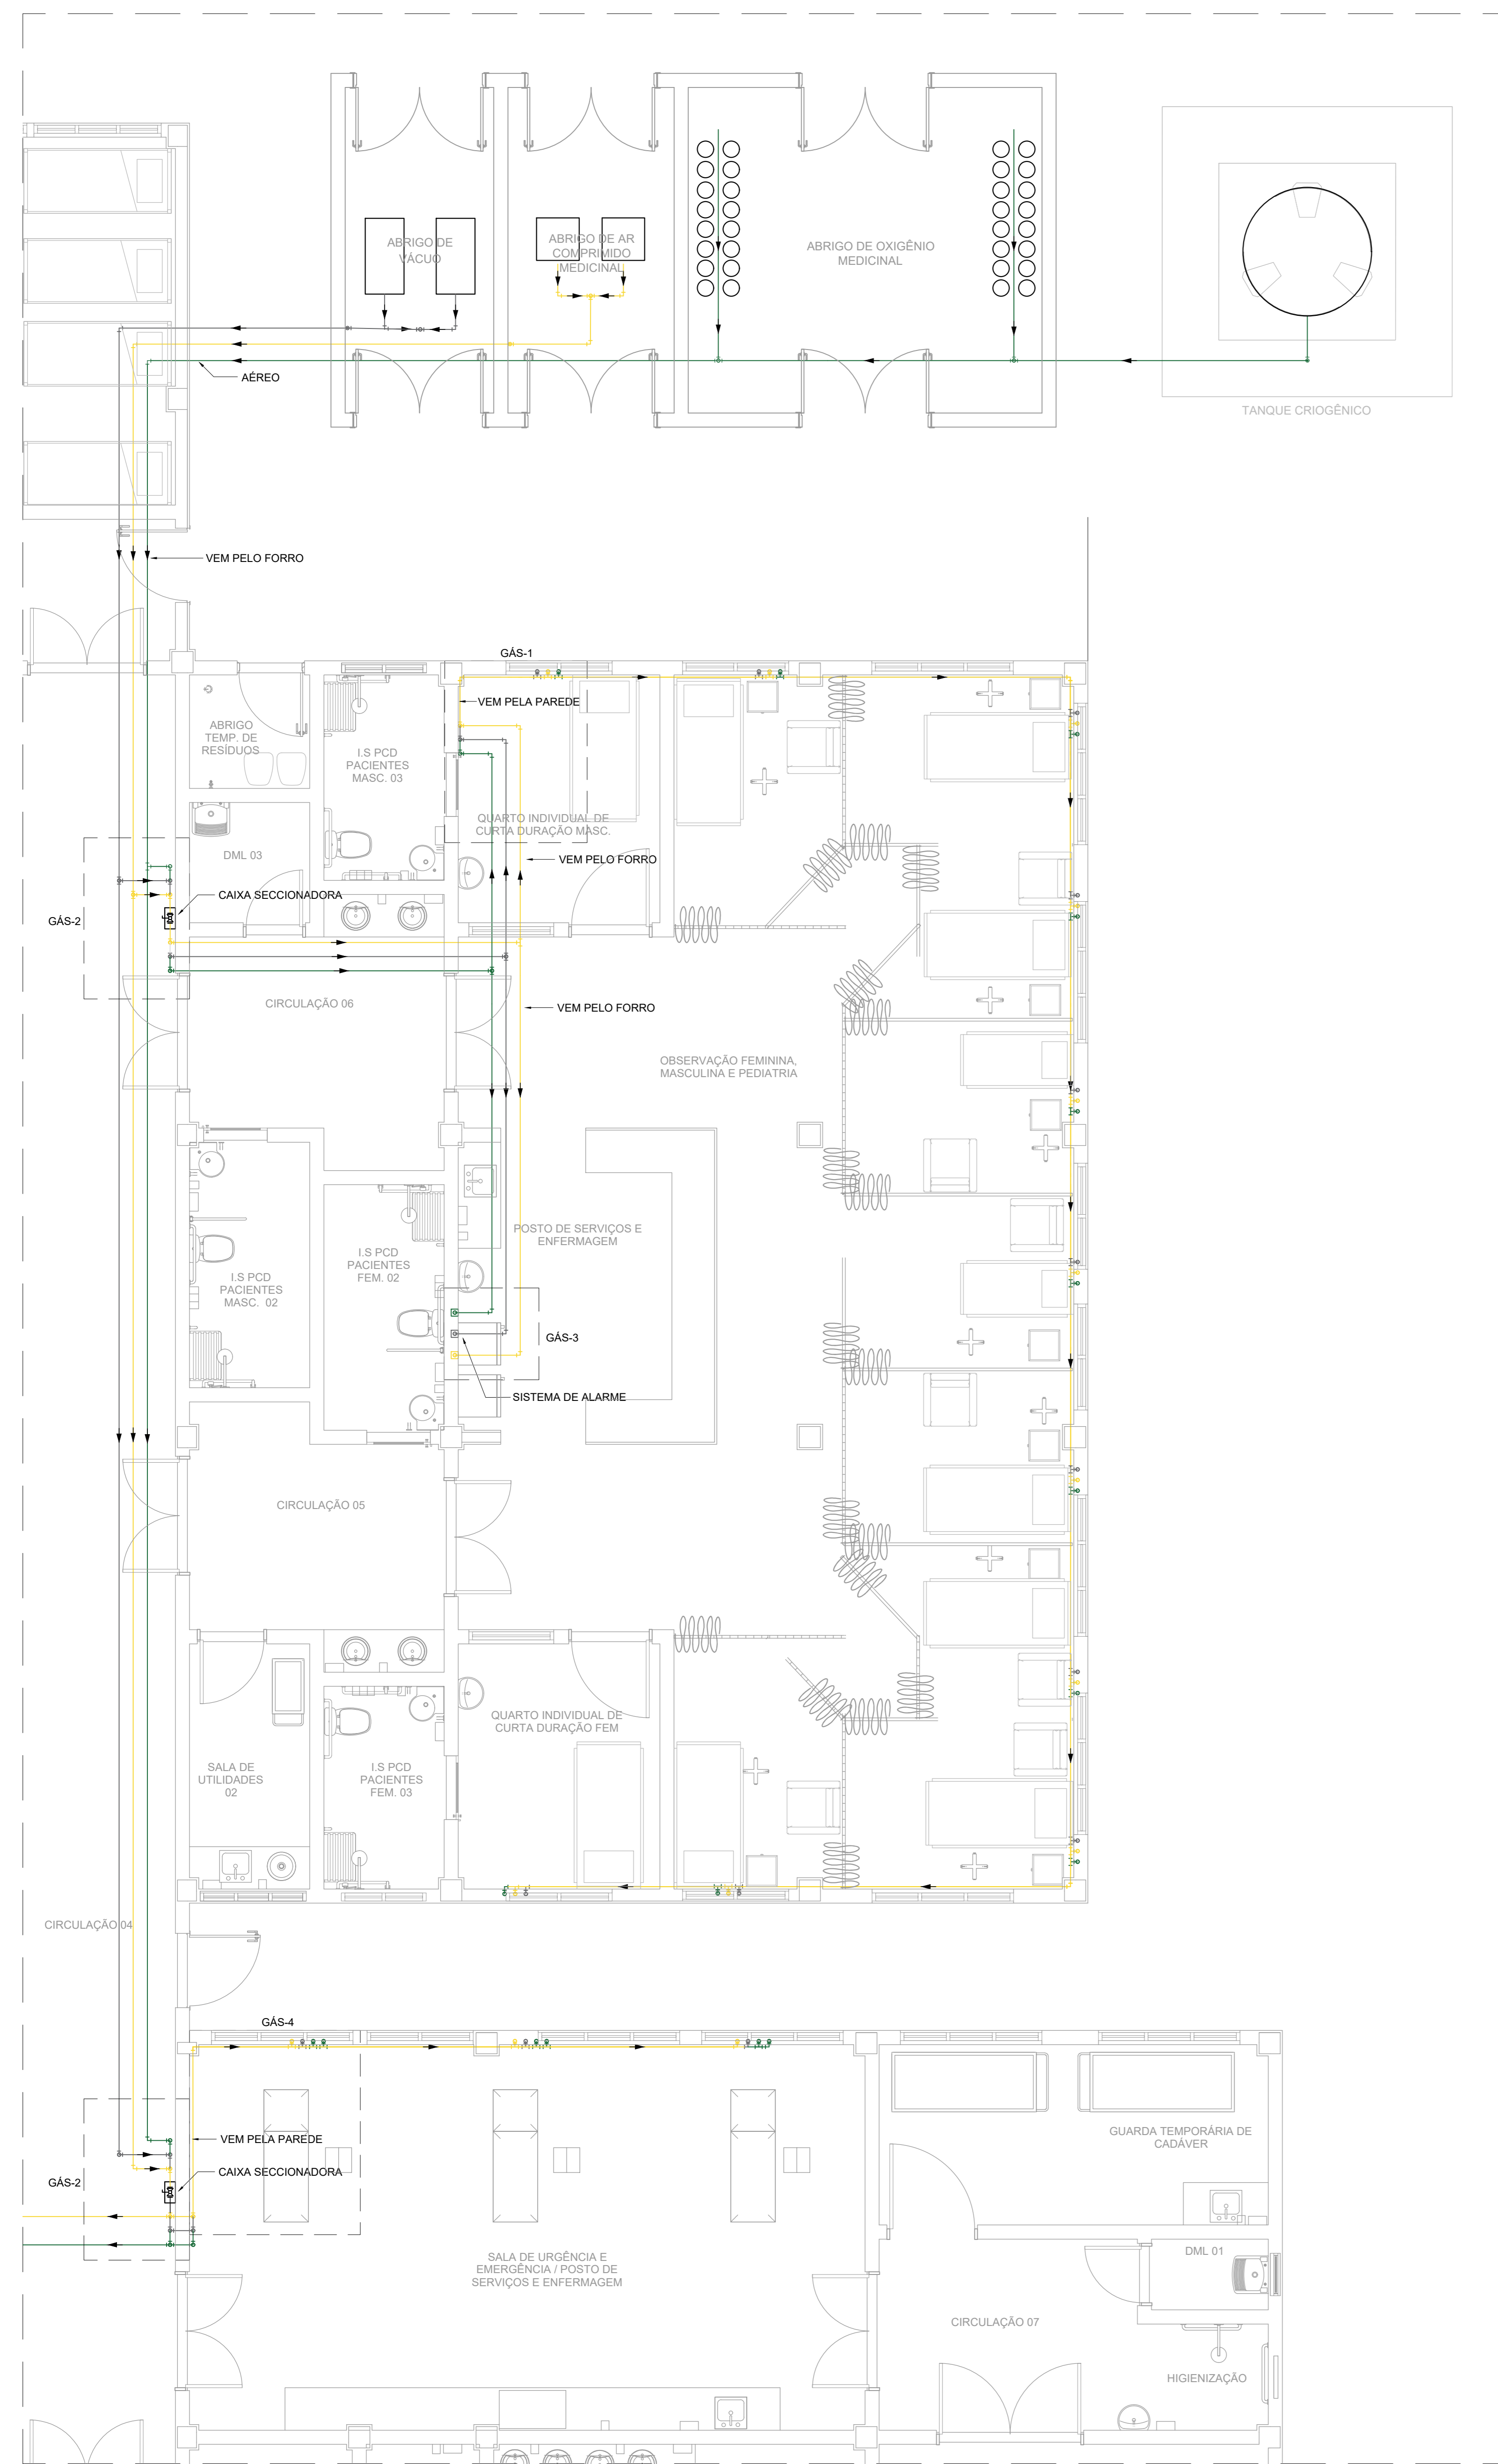 ABRIGO DE
VÁCUO
ABRIGO DE AR
COMPRIMIDO
MEDICINAL
ABRIGO DE OXIGÊNIO
MEDICINAL
AÉREO
TANQUE CRIOGÊNICO
VEM PELO FORRO
GÁS-1
VEM PELA PAREDE
ABRIGO
TEMP. DE
RESÍDUOS
I.S PCD
PACIENTES
MASC. 03
QUARTO INDIVIDUAL DE
CURTA DURAÇÃO MASC.
DML 03
VEM PELO FORRO
CAIXA SECCIONADORA
GÁS-2
CIRCULAÇÃO 06
VEM PELO FORRO
OBSERVAÇÃO FEMININA,
MASCULINA E PEDIATRIA
POSTO DE SERVIÇOS E
ENFERMAGEM
I.S PCD
PACIENTES
FEM. 02
I.S PCD
PACIENTES
MASC. 02
GÁS-3
SISTEMA DE ALARME
CIRCULAÇÃO 05
QUARTO INDIVIDUAL DE
CURTA DURAÇÃO FEM
SALA DE
UTILIDADES
02
I.S PCD
PACIENTES
FEM. 03
CIRCULAÇÃO 04
GÁS-4
VEM PELA PAREDE
GUARDA TEMPORÁRIA DE
CADÁVER
CAIXA SECCIONADORA
GÁS-2
SALA DE URGÊNCIA E
EMERGÊNCIA / POSTO DE
SERVIÇOS E ENFERMAGEM
DML 01
CIRCULAÇÃO 07
HIGIENIZAÇÃO